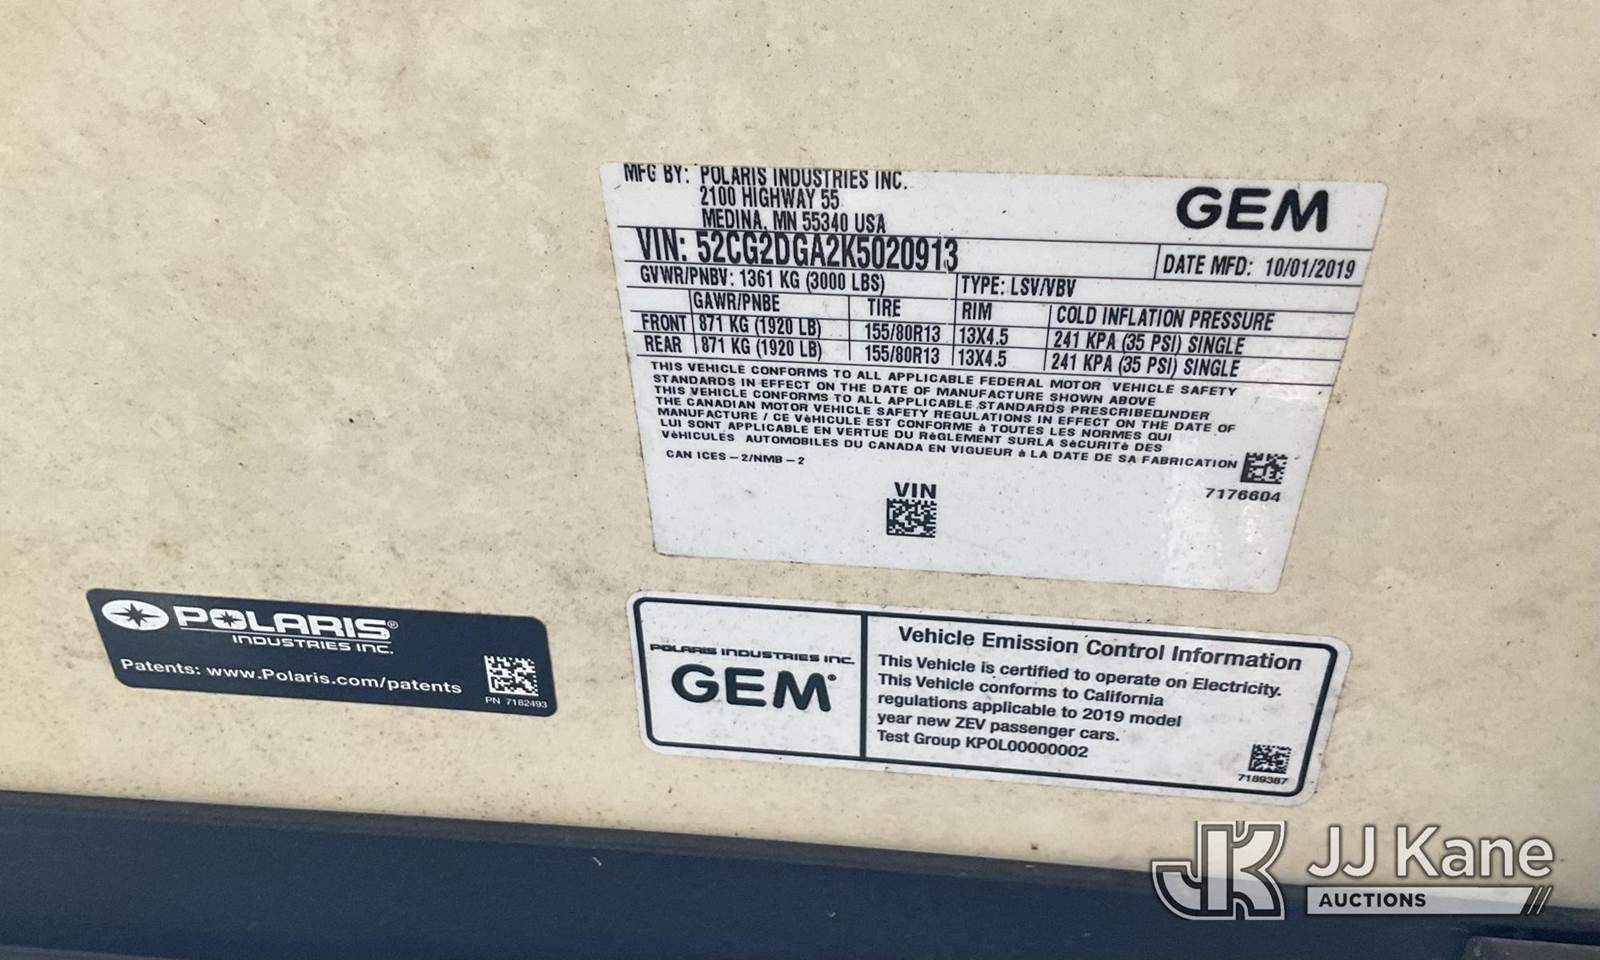 MFG BY: POLARIS INDUSTRIES INC.
2100 HIGHWAY 55
MEDINA, MN 55340 USA
GEM
VIN: 52CG2DGA2K5020913
DATE MFD: 10/01/2019
GVWR/PNBV: 1361 KG (3000 LBS)
TYPE: LSV/VBV
GAWR/PNBE TIRE RIM COLD INFLATION PRESSURE
FRONT 871 KG (1920 LB) 155/80R13 13X4.5 241 KPA (35 PSI) SINGLE
REAR 871 KG (1920 LB) 155/80R13 13X4.5 241 KPA (35 PSI) SINGLE
THIS VEHICLE CONFORMS TO ALL APPLICABLE FEDERAL MOTOR VEHICLE SAFETY
STANDARDS IN EFFECT ON THE DATE OF MANUFACTURE SHOWN ABOVE
THIS VEHICLE CONFORMS TO ALL APPLICABLE STANDARDS PRESCRIBEDUNDER
THE CANADIAN MOTOR VEHICLE SAFETY REGULATIONS IN EFFECT ON THE DATE OF
MANUFACTURE / CE VèHICULE EST CONFORME à TOUTES LES NORMES QUI
LUI SONT APPLICABLE EN VERTUE DU RèGLEMENT SURLA SèCURITè DES
VèHICULES AUTOMOBILES DU CANADA EN VIGUEUR à LA DATE DE SA FABRICATION
CAN ICES-2/NMB-2
7176604
VIN
POLARIS®
INDUSTRIES INC.
Patents: www.Polaris.com/patents
PN 7182493
POLARIS INDUSTRIES INC.
GEM®
Vehicle Emission Control Information
This Vehicle is certified to operate on Electricity.
This Vehicle conforms to California
regulations applicable to 2019 model
year new ZEV passenger cars.
Test Group KP0L00000002
7189387
JK JJ Kane
AUCTIONS